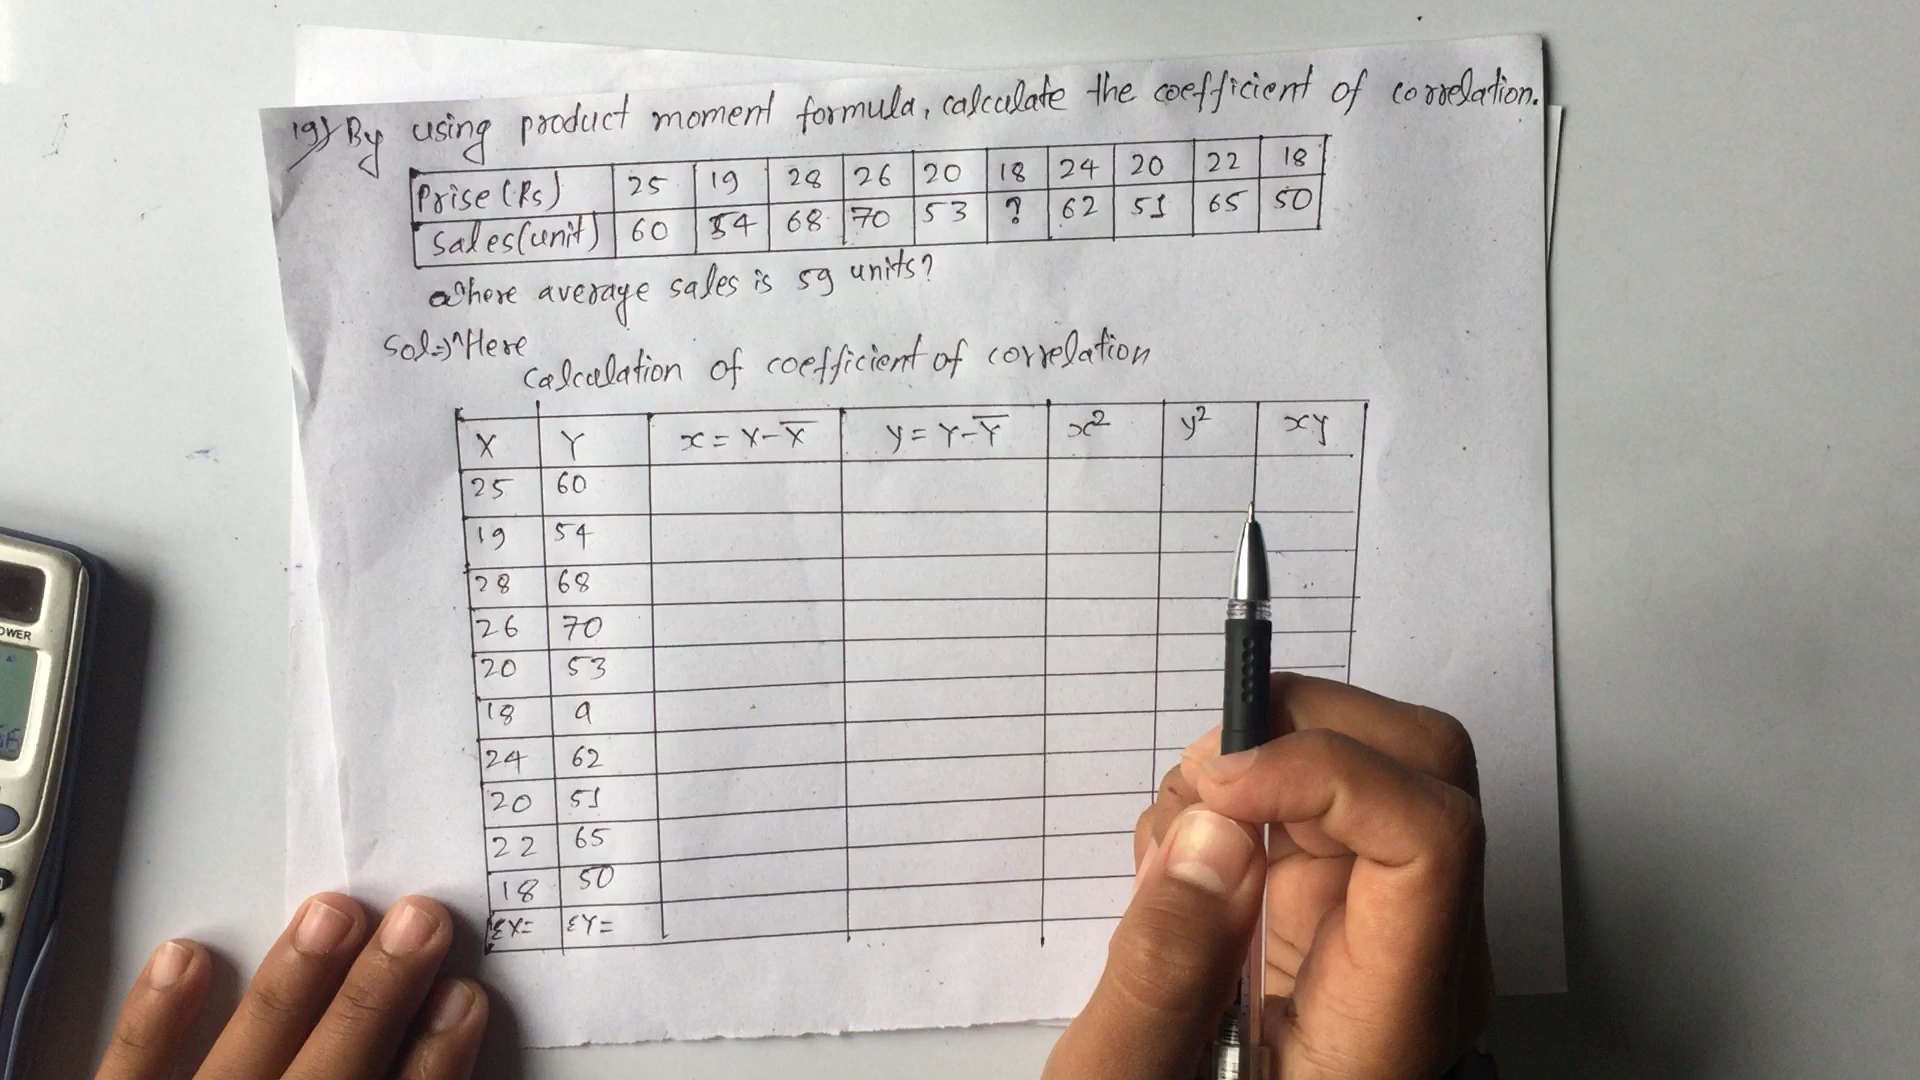 19) By using product moment formula, calculate the coefficient of correlation.
Prise (Rs) 25 19 28 26 20 18 24 20 22 18
Sales(unit) 60 54 68 70 53 ? 62 51 65 50
Where average sales is 59 units?
Sol=> Here
Calculation of coefficient of correlation
X Y x = X-X̅ y = Y-Y̅ x² y² xy
25 60
19 54
28 68
26 70
20 53
18 a
24 62
20 51
22 65
18 50
ΣX= ΣY=
OWER